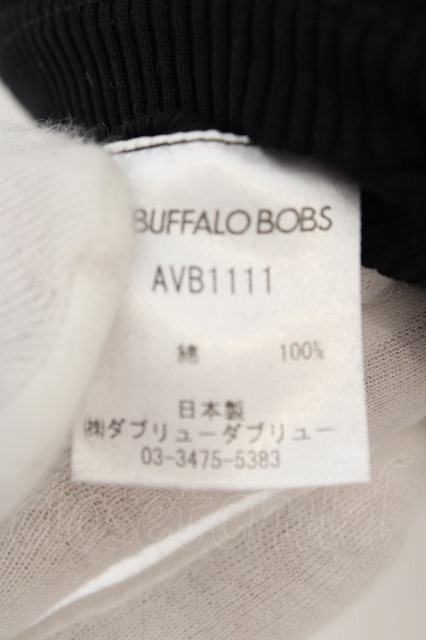 BUFFALO BOBS
AVB1111
綿 100%
日本製
㈱ダブリューダブリュー
03-3475-5383